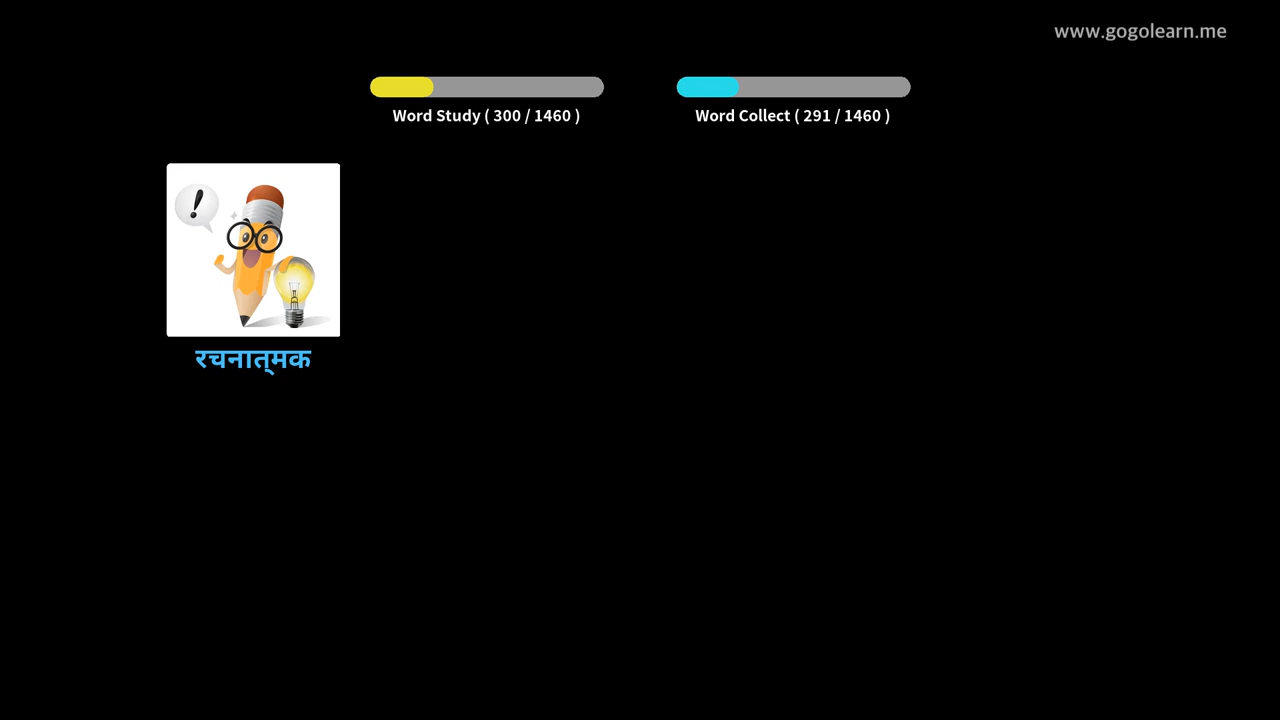 www.gogolearn.me
Word Study ( 300 / 1460 )
Word Collect ( 291 / 1460 )
!
रचनात्‌मक